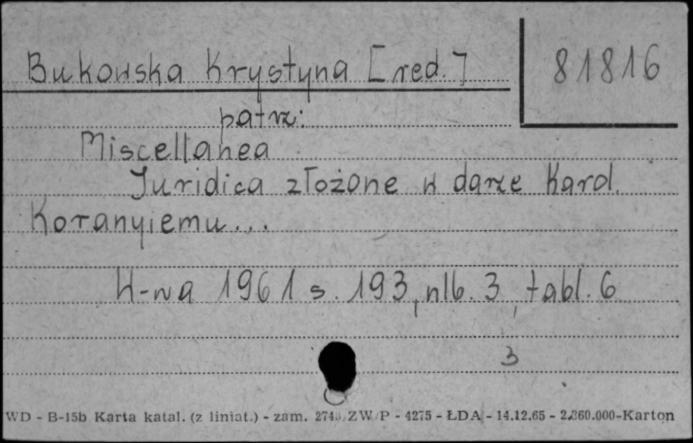 Bukowska Krystyna [red.]
81816
patrz:
Miscellanea
Juridica złożone w darze Karol.
Koranyiemu...
W-wa 1961 s. 193, nlb. 3, tabl. 6
3
WD - B-15b Karta katal. (z liniat.) - zam. ZW P - 4275 - ŁDA - 14.12.65 - 2.360.000-Karton